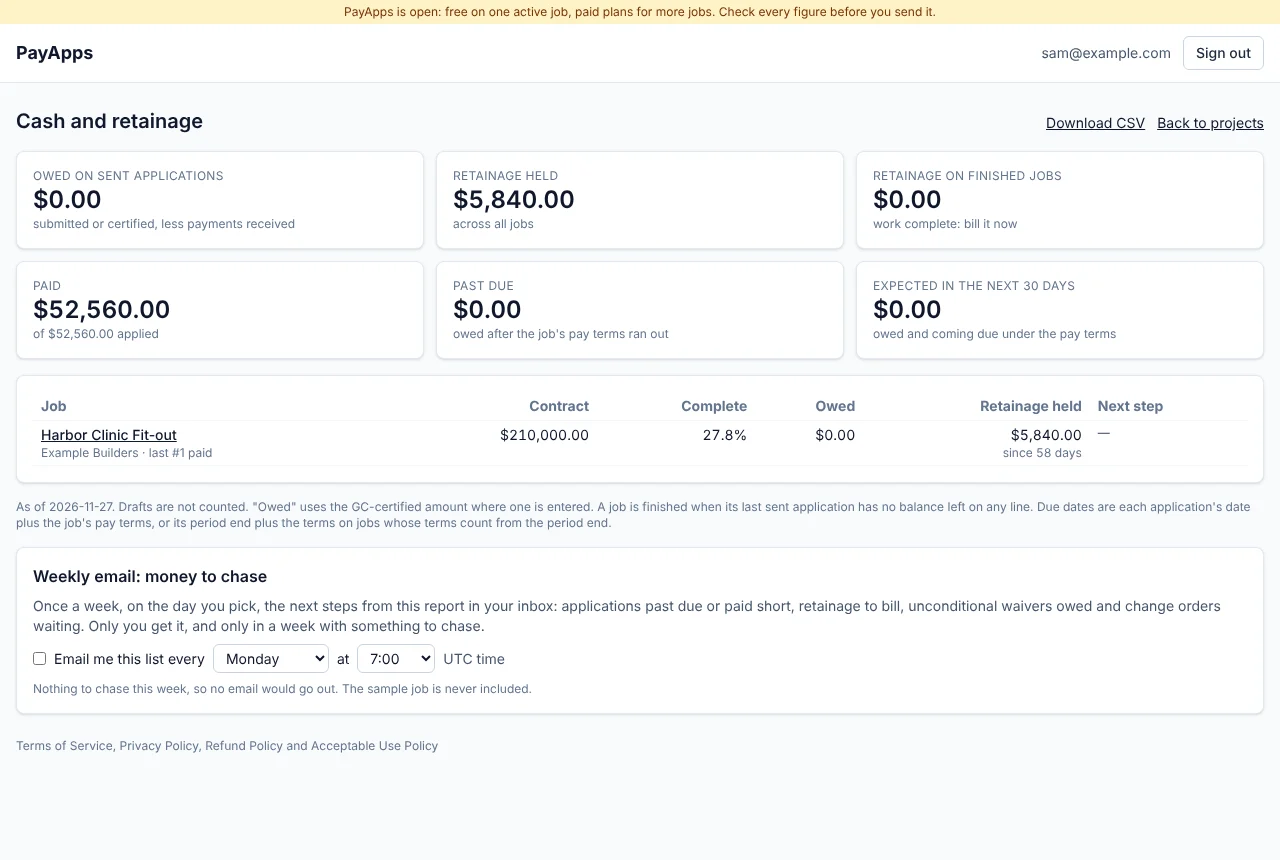 PayApps is open: free on one active job, paid plans for more jobs. Check every figure before you send it.
PayApps
sam@example.com
Sign out
Cash and retainage
Download CSV
Back to projects
OWED ON SENT APPLICATIONS
$0.00
submitted or certified, less payments received
RETAINAGE HELD
$5,840.00
across all jobs
RETAINAGE ON FINISHED JOBS
$0.00
work complete: bill it now
PAID
$52,560.00
of $52,560.00 applied
PAST DUE
$0.00
owed after the job's pay terms ran out
EXPECTED IN THE NEXT 30 DAYS
$0.00
owed and coming due under the pay terms
Job Contract Complete Owed Retainage held Next step
Harbor Clinic Fit-out $210,000.00 27.8% $0.00 $5,840.00 —
Example Builders · last #1 paid since 58 days
As of 2026-11-27. Drafts are not counted. "Owed" uses the GC-certified amount where one is entered. A job is finished when its last sent application has no balance left on any line. Due dates are each application's date
plus the job's pay terms, or its period end plus the terms on jobs whose terms count from the period end.
Weekly email: money to chase
Once a week, on the day you pick, the next steps from this report in your inbox: applications past due or paid short, retainage to bill, unconditional waivers owed and change orders
waiting. Only you get it, and only in a week with something to chase.
Email me this list every Monday at 7:00 UTC time
Nothing to chase this week, so no email would go out. The sample job is never included.
Terms of Service, Privacy Policy, Refund Policy and Acceptable Use Policy